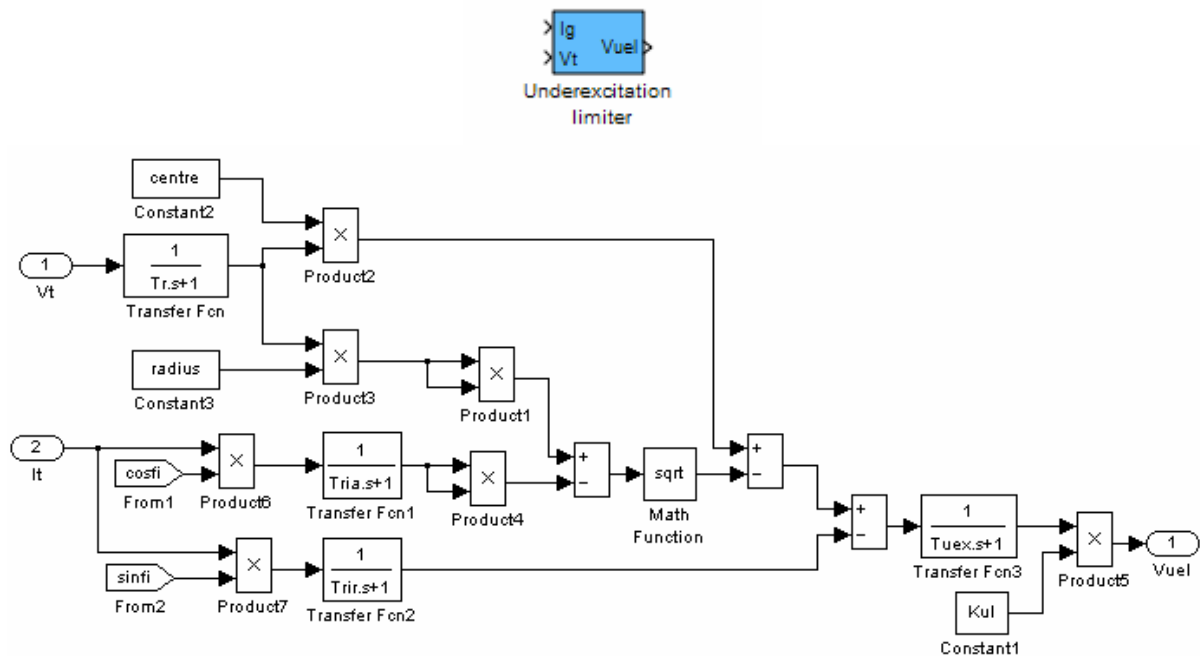 Ig
Vt
Vuel
Underexcitation
limiter
centre
Constant2
×
Product2
1
Vt
1
Tr.s+1
Transfer Fcn
radius
Constant3
×
Product3
×
Product1
2
It
cosfi
From1
×
Product6
1
Tria.s+1
Transfer Fcn1
×
Product4
+
−
sqrt
Math
Function
+
−
sinfi
From2
×
Product7
1
Trir.s+1
Transfer Fcn2
+
−
1
Tuex.s+1
Transfer Fcn3
Kul
Constant1
×
Product5
1
Vuel